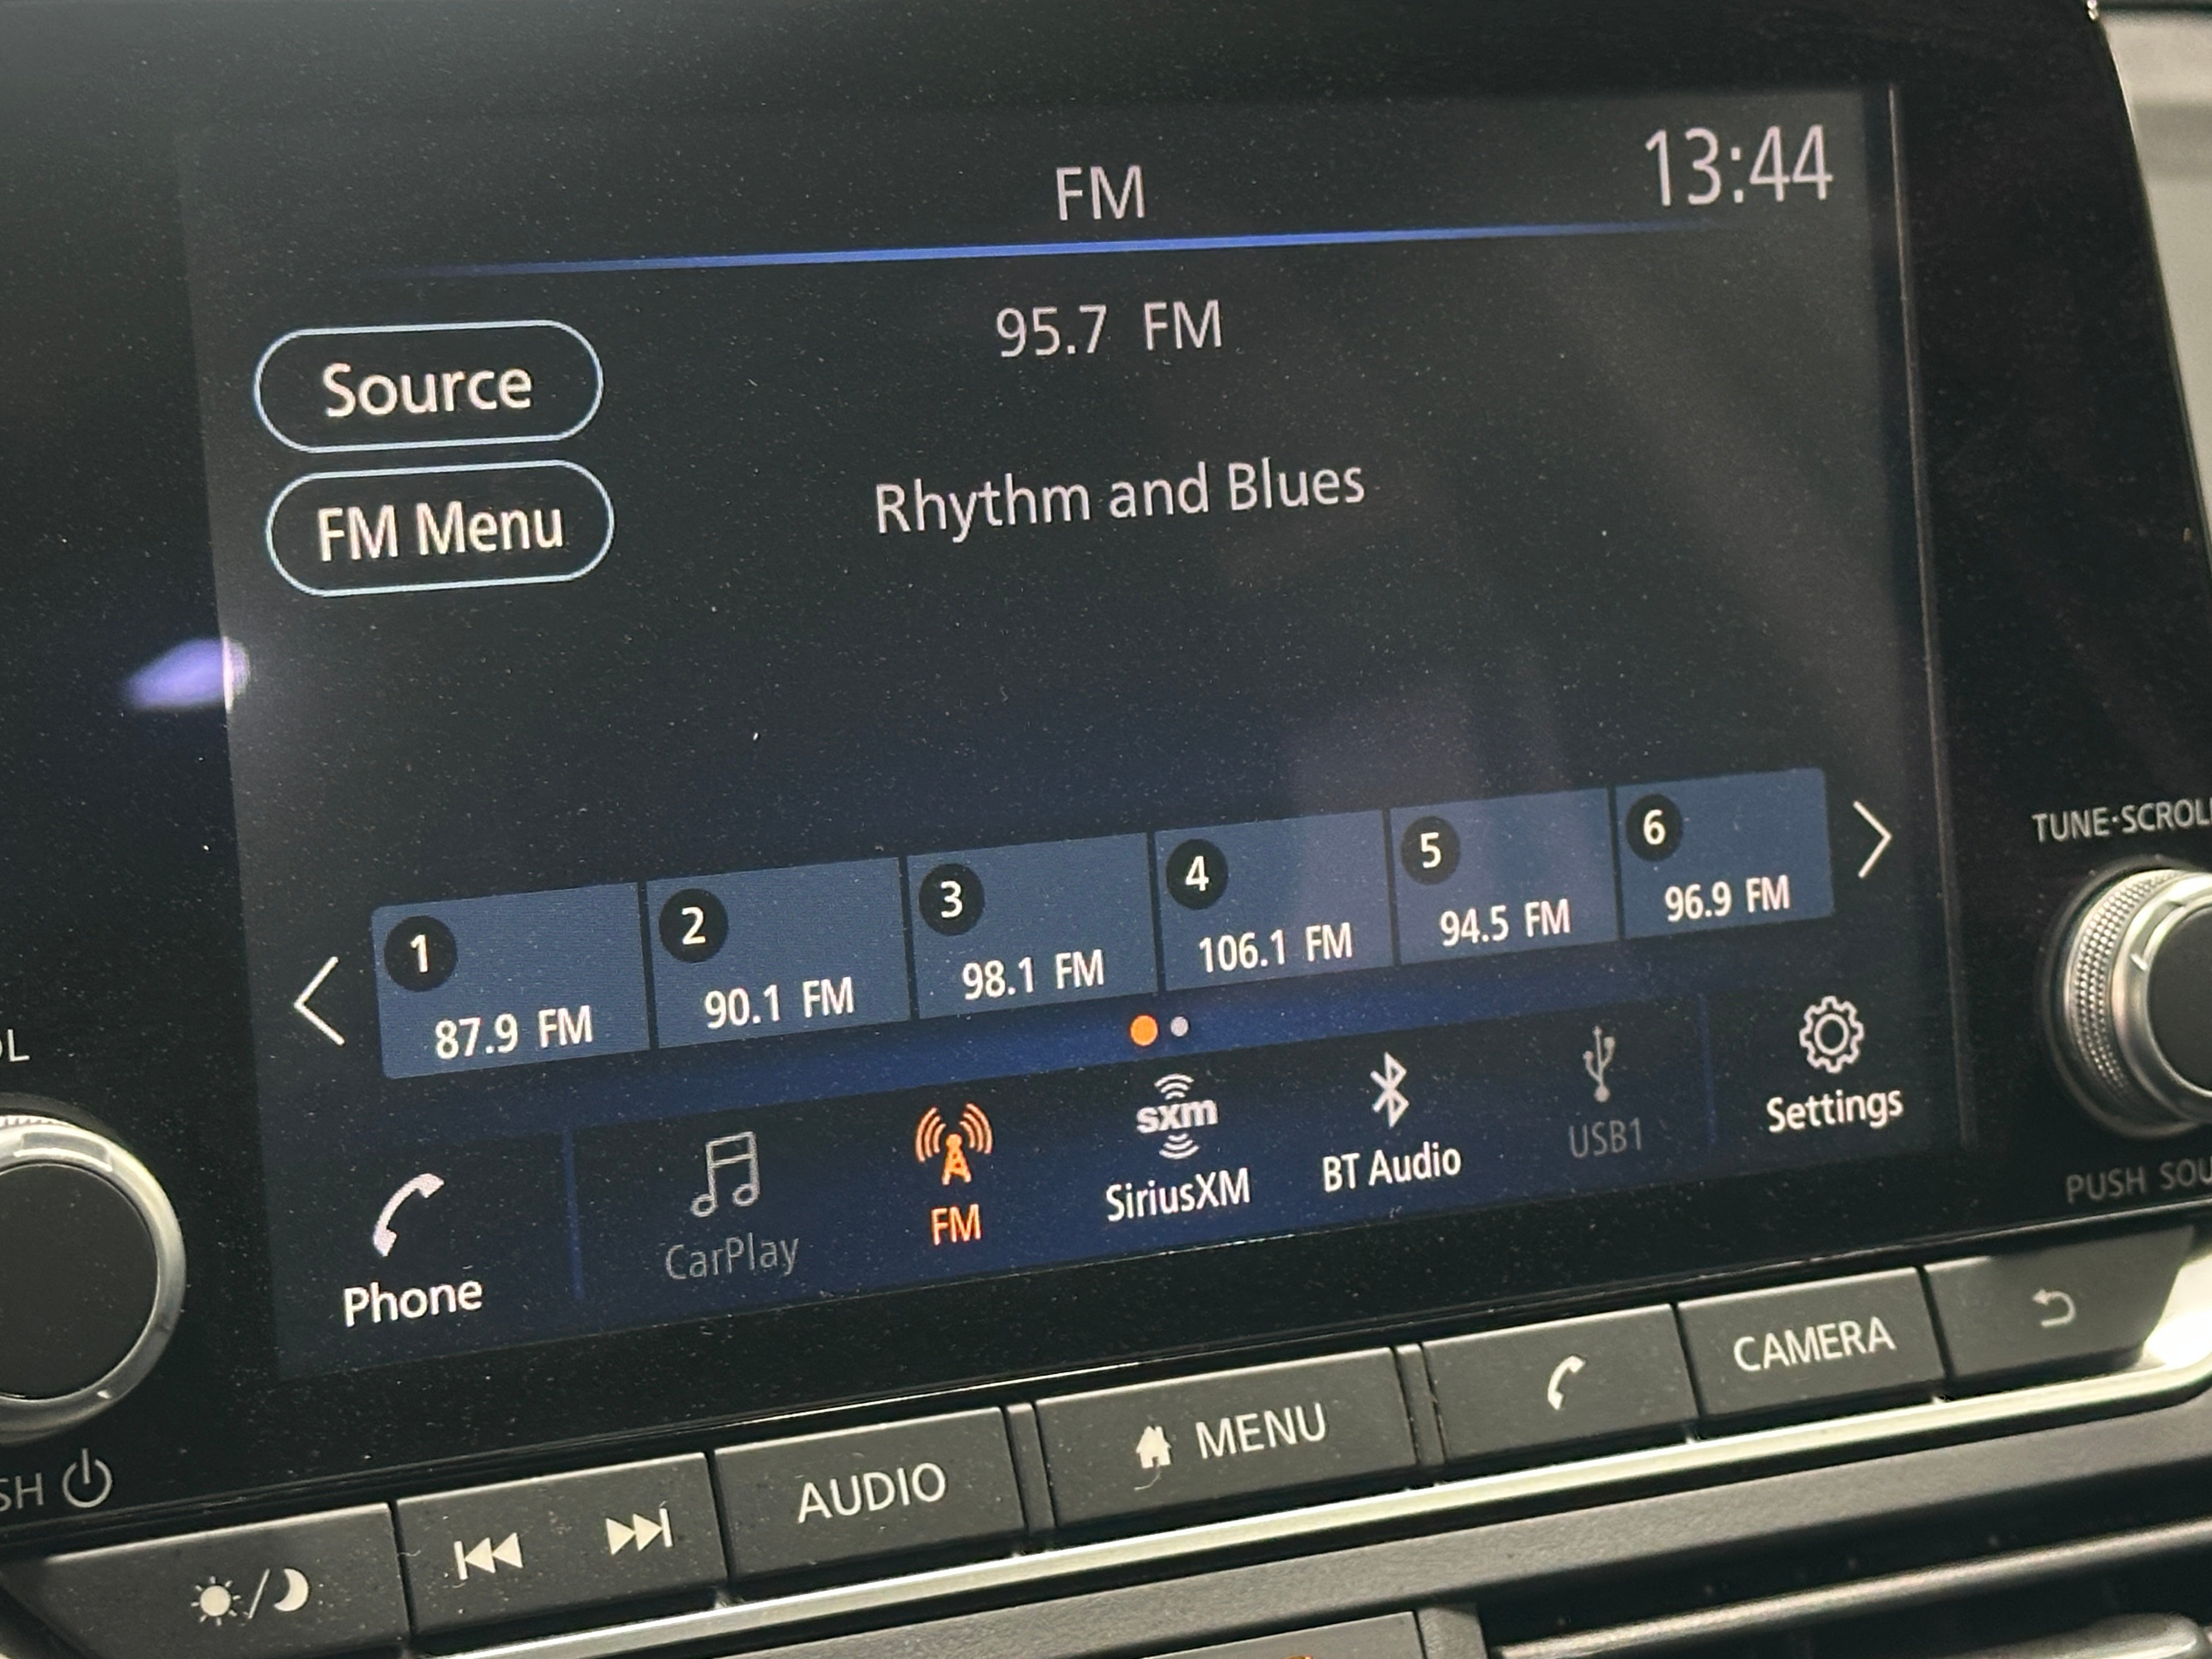 FM
13:44
95.7 FM
Source
FM Menu
Rhythm and Blues
1
87.9 FM
2
90.1 FM
3
98.1 FM
4
106.1 FM
5
94.5 FM
6
96.9 FM
Phone
CarPlay
FM
sxm
SiriusXM
BT Audio
USB1
Settings
TUNE·SCROL
PUSH SOU
OL
SH
AUDIO
MENU
CAMERA